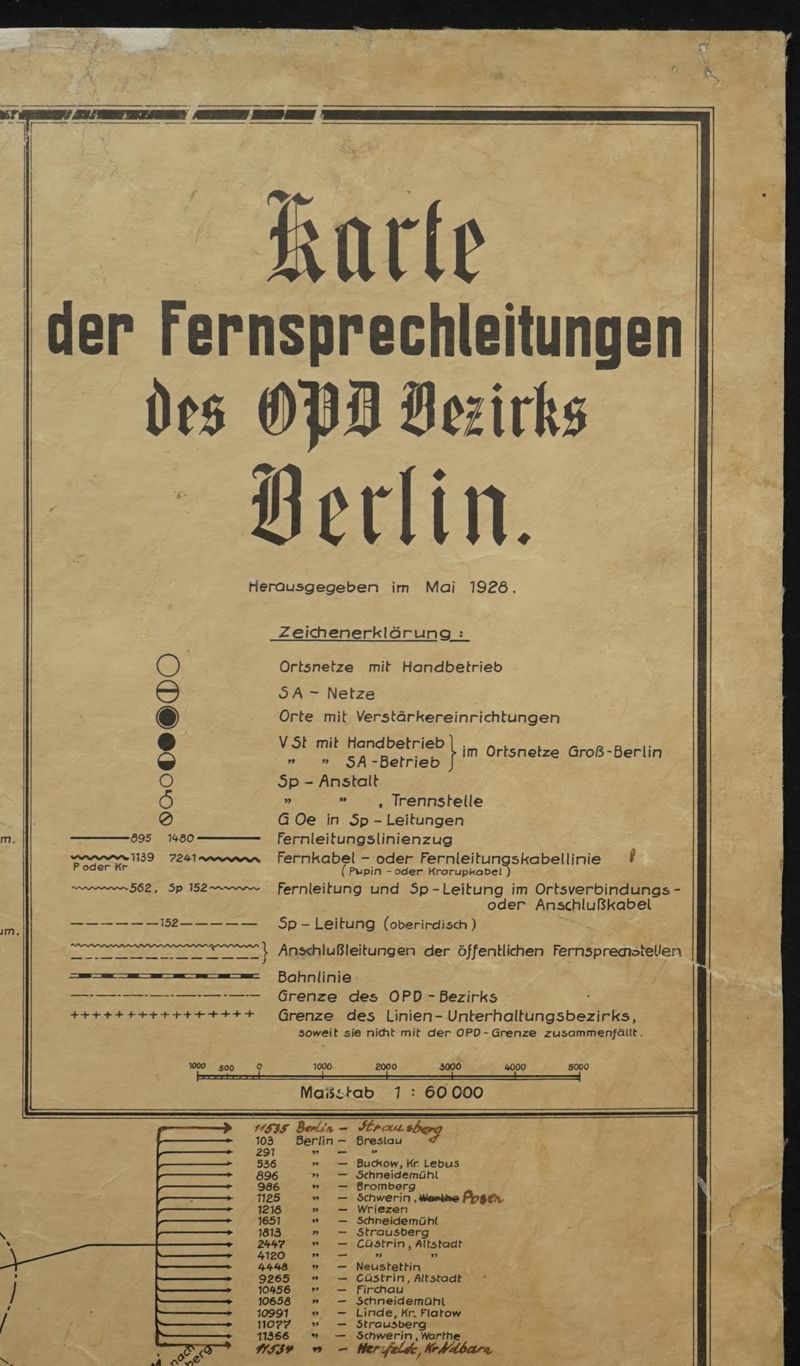 Karte
der Fernsprechleitungen
des OPD Bezirks
Berlin.
Herausgegeben im Mai 1928.
Zeichenerklärung :
Ortsnetze mit Handbetrieb
SA – Netze
Orte mit Verstärkereinrichtungen
VSt mit Handbetrieb
" " SA-Betrieb } im Ortsnetze Groß-Berlin
Sp – Anstalt
" " , Trennstelle
G Oe in Sp – Leitungen
m.
895 1480 Fernleitungslinienzug
1139 7241 Fernkabel – oder Fernleitungskabellinie
P oder Kr (Pupin – oder Krarupkabel)
562, Sp 152 Fernleitung und Sp-Leitung im Ortsverbindungs-
oder Anschlußkabel
152 Sp – Leitung (oberirdisch)
um.
Anschlußleitungen der öffentlichen Fernsprechstellen
Bahnlinie
Grenze des OPD – Bezirks
Grenze des Linien-Unterhaltungsbezirks,
soweit sie nicht mit der OPD-Grenze zusammenfällt.
1000 500 0 1000 2000 3000 4000 5000
Maßstab 1 : 60 000
11535 Berlin – Strausberg
103 Berlin – Breslau
291 " – "
536 " – Buckow, Kr. Lebus
896 " – Schneidemühl
986 " – Bromberg
1125 " – Schwerin, Warthe Posen
1218 " – Wriezen
1651 " – Schneidemühl
1813 " – Strausberg
2447 " – Cüstrin, Altstadt
4120 " – " "
4448 " – Neustettin
9265 " – Cüstrin, Altstadt
10456 " – Firchau
10658 " – Schneidemühl
10991 " – Linde, Kr. Flatow
11077 " – Strausberg
11366 " – Schwerin, Warthe
11534 " – Herzfelde, Kr. Ndbarn
nach
berg